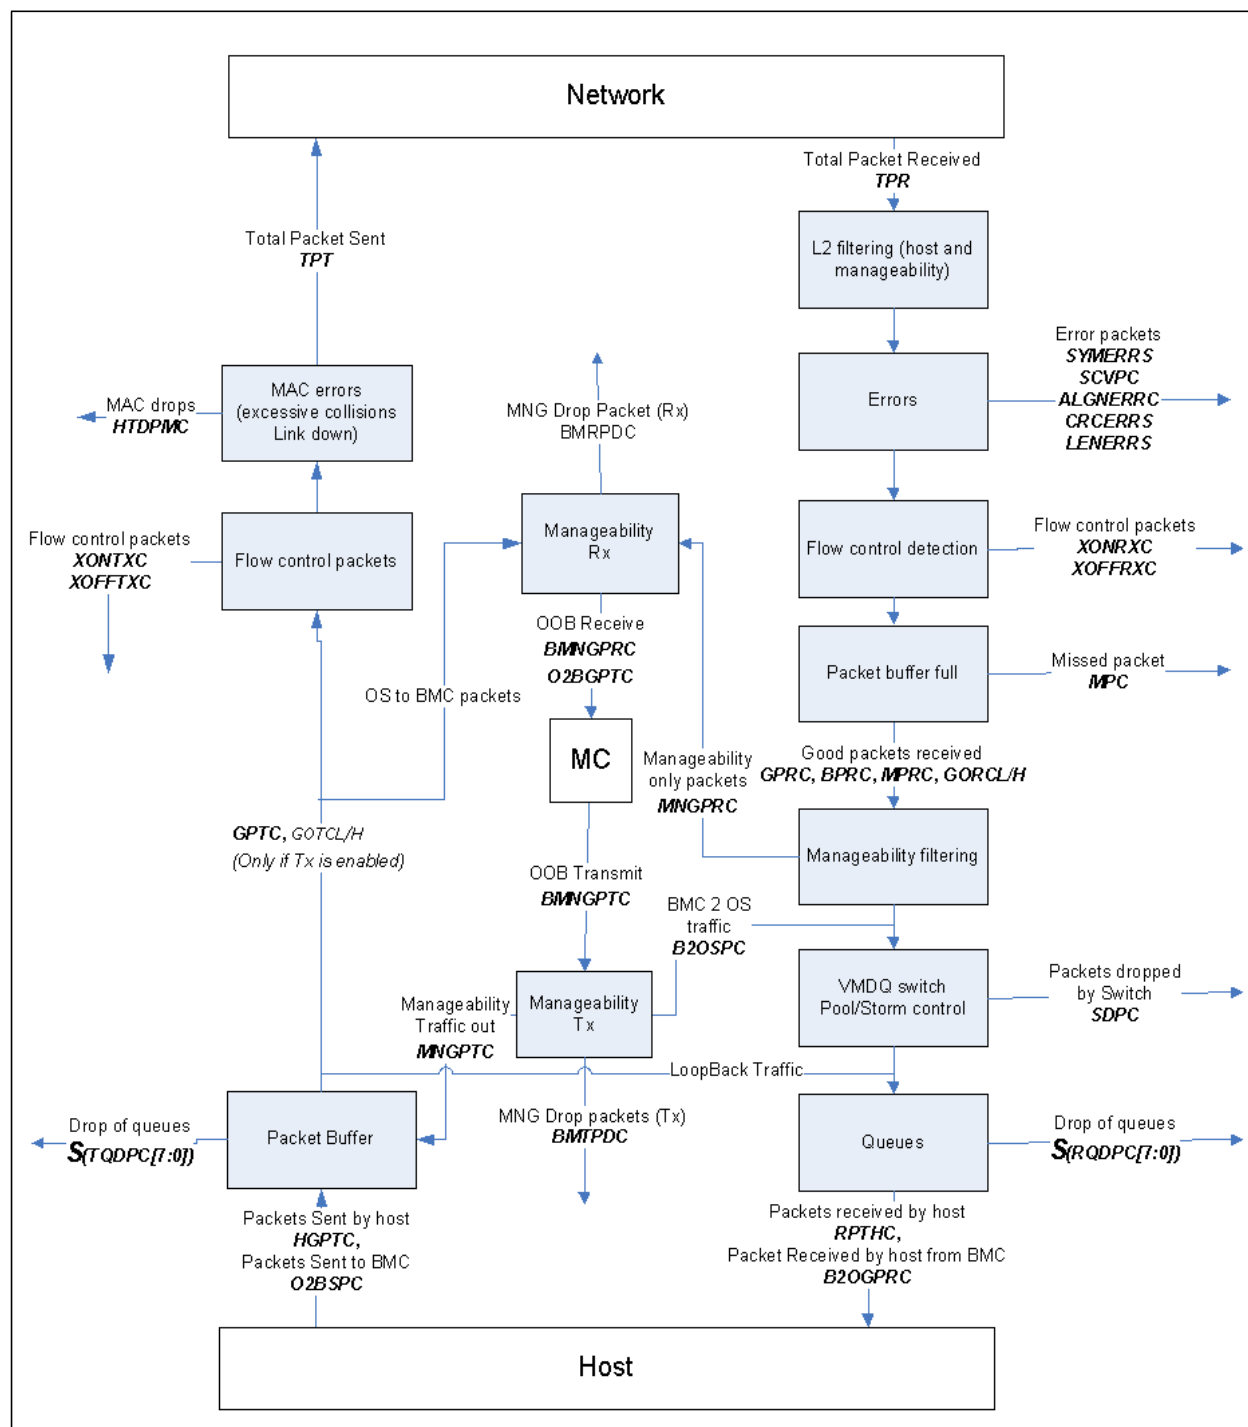 Network
Total Packet Received
TPR
L2 filtering (host and
manageability)
Total Packet Sent
TPT
Error packets
SYMERRS
SCVPC
ALGNERRC
CRCERRS
LENERRS
Errors
MAC errors
(excessive collisions
Link down)
MAC drops
HTDPMC
MNG Drop Packet (Rx)
BMRPDC
Manageability
Rx
Flow control detection
Flow control packets
XONRXC
XOFFRXC
Flow control packets
XONTXC
XOFFTXC
Flow control packets
OOB Receive
BMNGPRC
O2BGPTC
OS to BMC packets
Packet buffer full
Missed packet
MPC
MC
Manageability
only packets
MNGPRC
Good packets received
GPRC, BPRC, MPRC, GORCL/H
GPTC, GOTCL/H
(Only if Tx is enabled)
Manageability filtering
OOB Transmit
BMNGPTC
BMC 2 OS
traffic
B2OSPC
Manageability
Traffic out
MNGPTC
Manageability
Tx
VMDQ switch
Pool/Storm control
Packets dropped
by Switch
SDPC
LoopBack Traffic
Drop of queues
S(TQDPC[7:0])
Packet Buffer
MNG Drop packets (Tx)
BMTPDC
Queues
Drop of queues
S(RQDPC[7:0])
Packets Sent by host
HGPTC,
Packets Sent to BMC
O2BSPC
Packets received by host
RPTHC,
Packet Received by host from BMC
B2OGPRC
Host